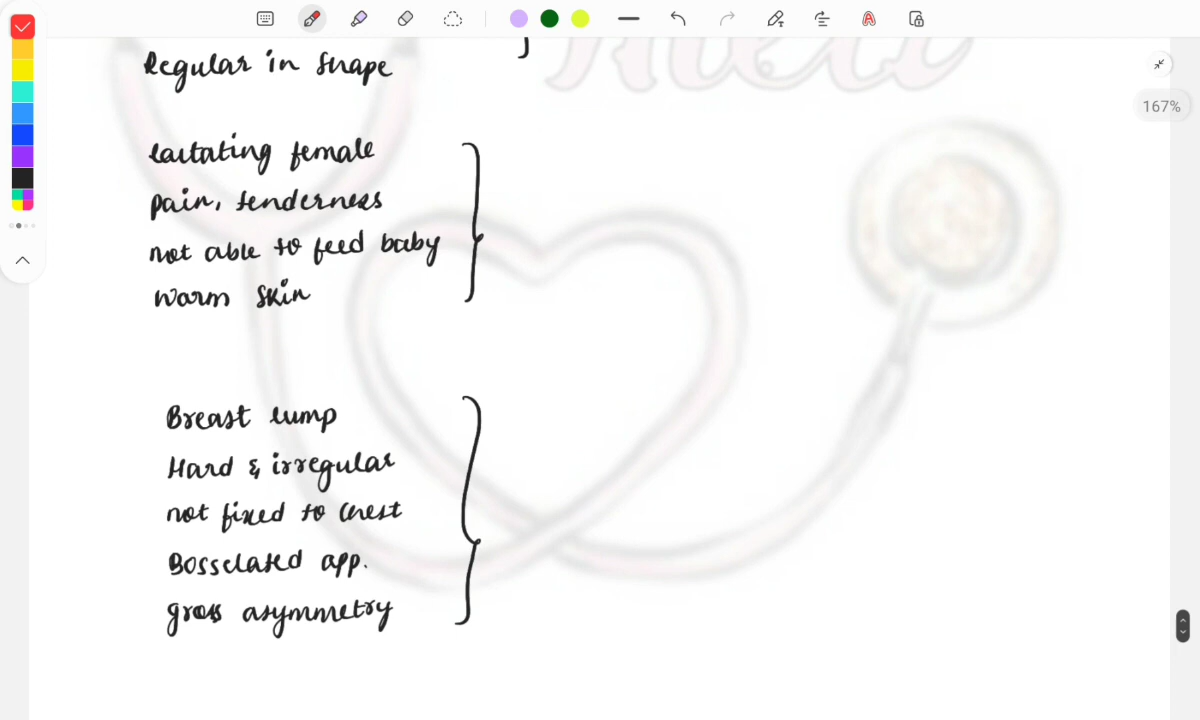 Regular in shape
lactating female
pain, tenderness
not able to feed baby
warm skin
Breast lump
Hard & irregular
not fixed to chest
Bosselated app.
gross asymmetry
167%